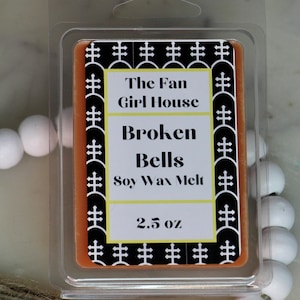 The Fan
Girl House
Broken
Bells
Soy Wax Melt
2.5 oz